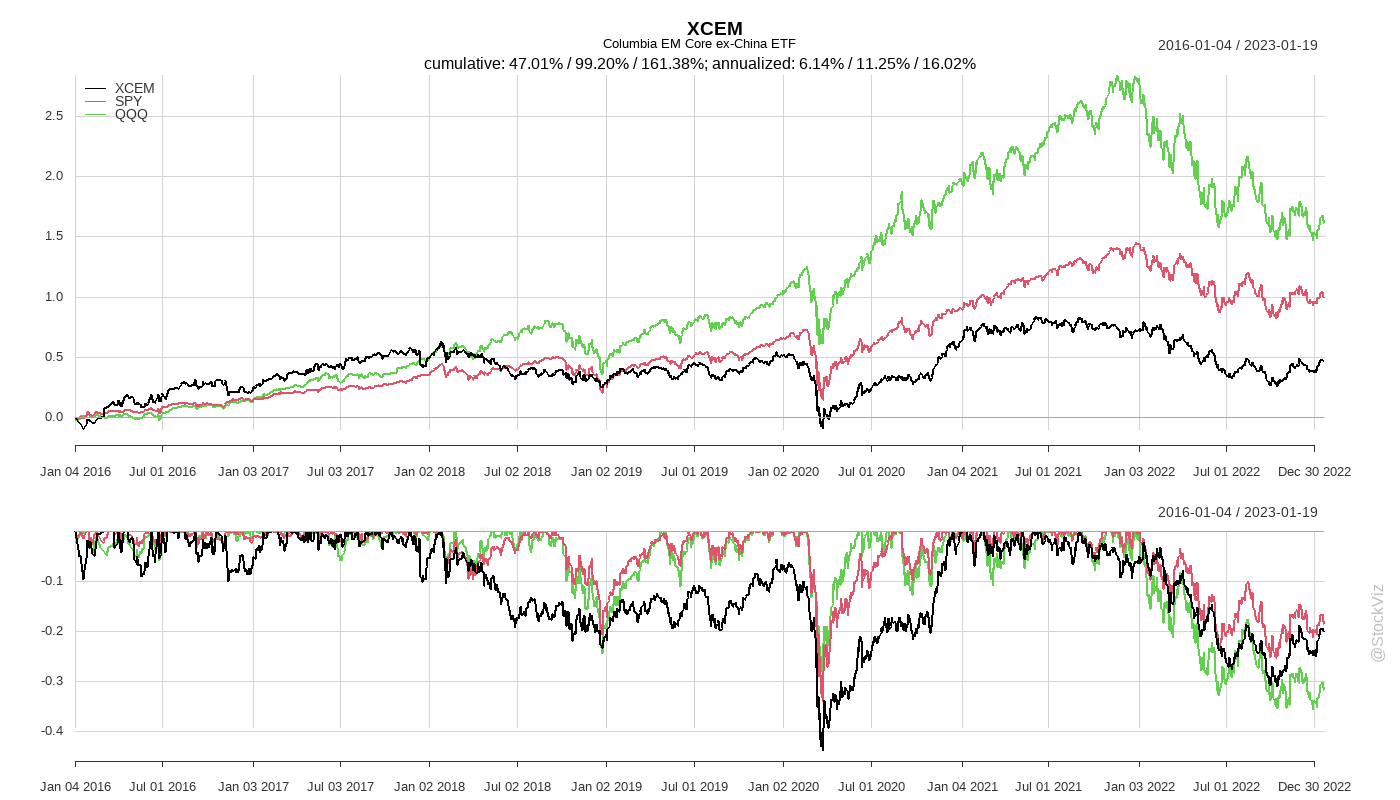 XCEM
Columbia EM Core ex-China ETF
2016-01-04 / 2023-01-19
cumulative: 47.01% / 99.20% / 161.38%; annualized: 6.14% / 11.25% / 16.02%
XCEM
SPY
QQQ
2.5
2.0
1.5
1.0
0.5
0.0
Jan 04 2016 Jul 01 2016 Jan 03 2017 Jul 03 2017 Jan 02 2018 Jul 02 2018 Jan 02 2019 Jul 01 2019 Jan 02 2020 Jul 01 2020 Jan 04 2021 Jul 01 2021 Jan 03 2022 Jul 01 2022 Dec 30 2022
2016-01-04 / 2023-01-19
-0.1
-0.2
-0.3
-0.4
Jan 04 2016 Jul 01 2016 Jan 03 2017 Jul 03 2017 Jan 02 2018 Jul 02 2018 Jan 02 2019 Jul 01 2019 Jan 02 2020 Jul 01 2020 Jan 04 2021 Jul 01 2021 Jan 03 2022 Jul 01 2022 Dec 30 2022
@StockViz